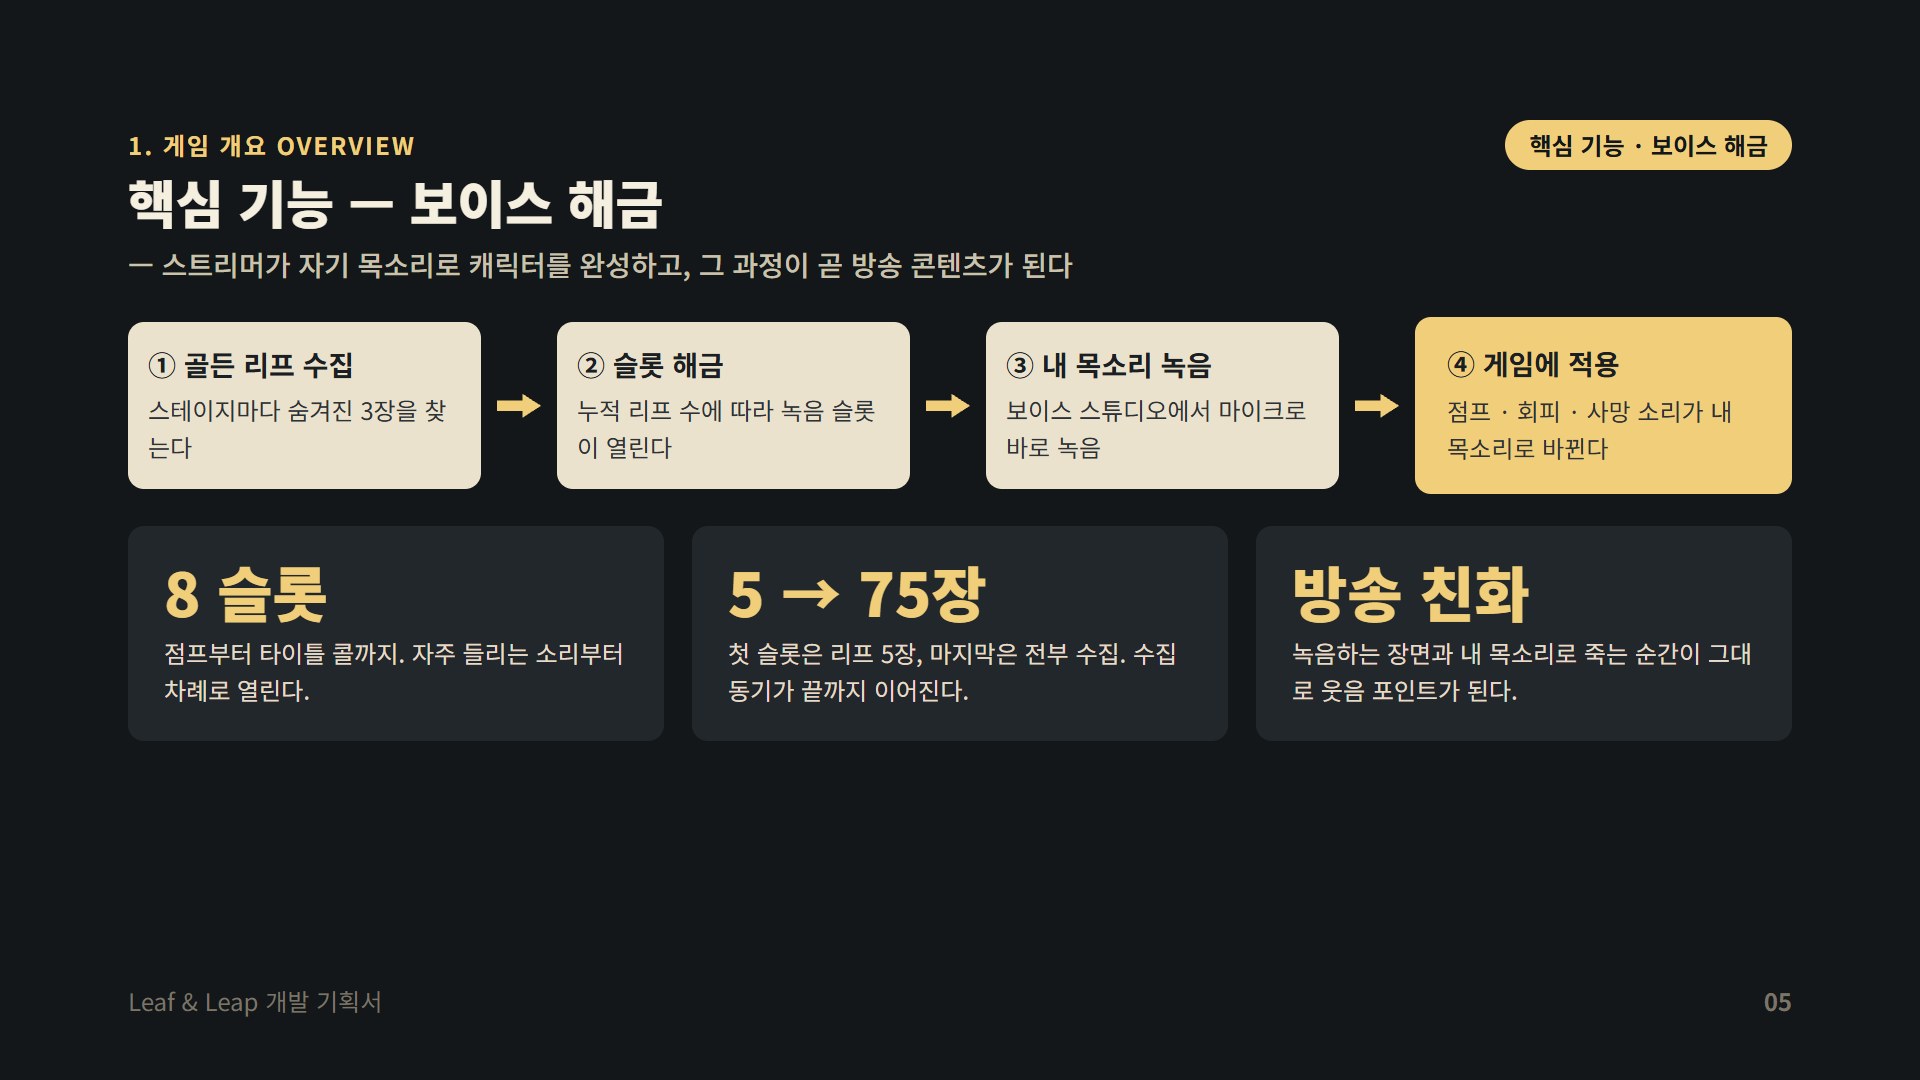 1. 게임 개요 OVERVIEW
핵심 기능 · 보이스 해금
핵심 기능 — 보이스 해금
— 스트리머가 자기 목소리로 캐릭터를 완성하고, 그 과정이 곧 방송 콘텐츠가 된다
① 골든 리프 수집
스테이지마다 숨겨진 3장을 찾
는다
② 슬롯 해금
누적 리프 수에 따라 녹음 슬롯
이 열린다
③ 내 목소리 녹음
보이스 스튜디오에서 마이크로
바로 녹음
④ 게임에 적용
점프 · 회피 · 사망 소리가 내
목소리로 바뀐다
8 슬롯
점프부터 타이틀 콜까지. 자주 들리는 소리부터
차례로 열린다.
5 → 75장
첫 슬롯은 리프 5장, 마지막은 전부 수집. 수집
동기가 끝까지 이어진다.
방송 친화
녹음하는 장면과 내 목소리로 죽는 순간이 그대
로 웃음 포인트가 된다.
Leaf & Leap 개발 기획서
05